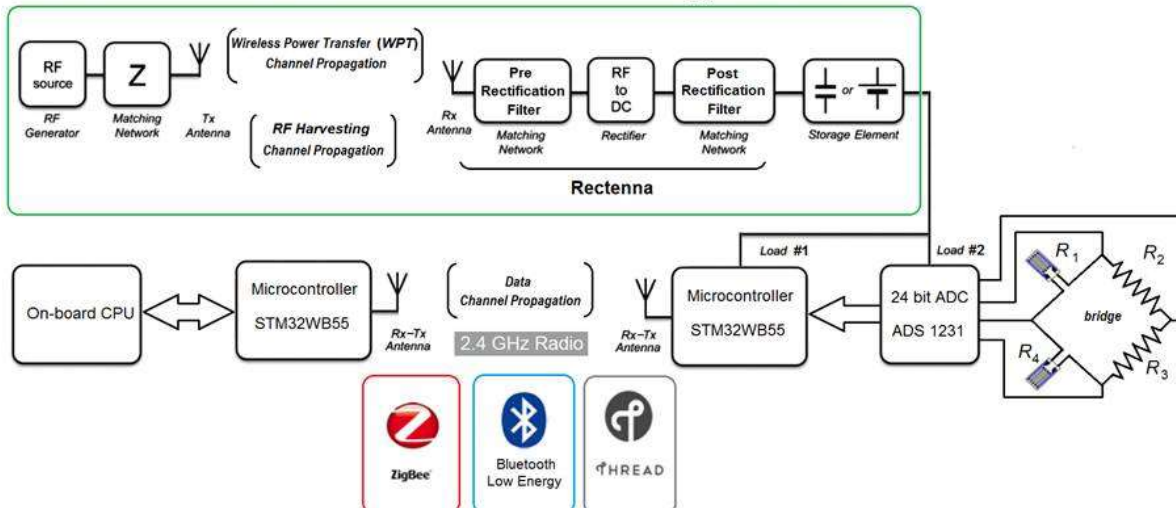 RF
source
RF
Generator
Z
Matching
Network
Tx
Antenna
Wireless Power Transfer (WPT)
Channel Propagation
RF Harvesting
Channel Propagation
Rx
Antenna
Pre
Rectification
Filter
Matching
Network
RF
to
DC
Rectifier
Post
Rectification
Filter
Matching
Network
or
Storage Element
Rectenna
Load #1
Load #2
On-board CPU
Microcontroller
STM32WB55
Rx–Tx
Antenna
Data
Channel Propagation
2.4 GHz Radio
Rx–Tx
Antenna
Microcontroller
STM32WB55
24 bit ADC
ADS 1231
R1
R2
bridge
R4
R3
ZigBee®
Bluetooth
Low Energy
THREAD